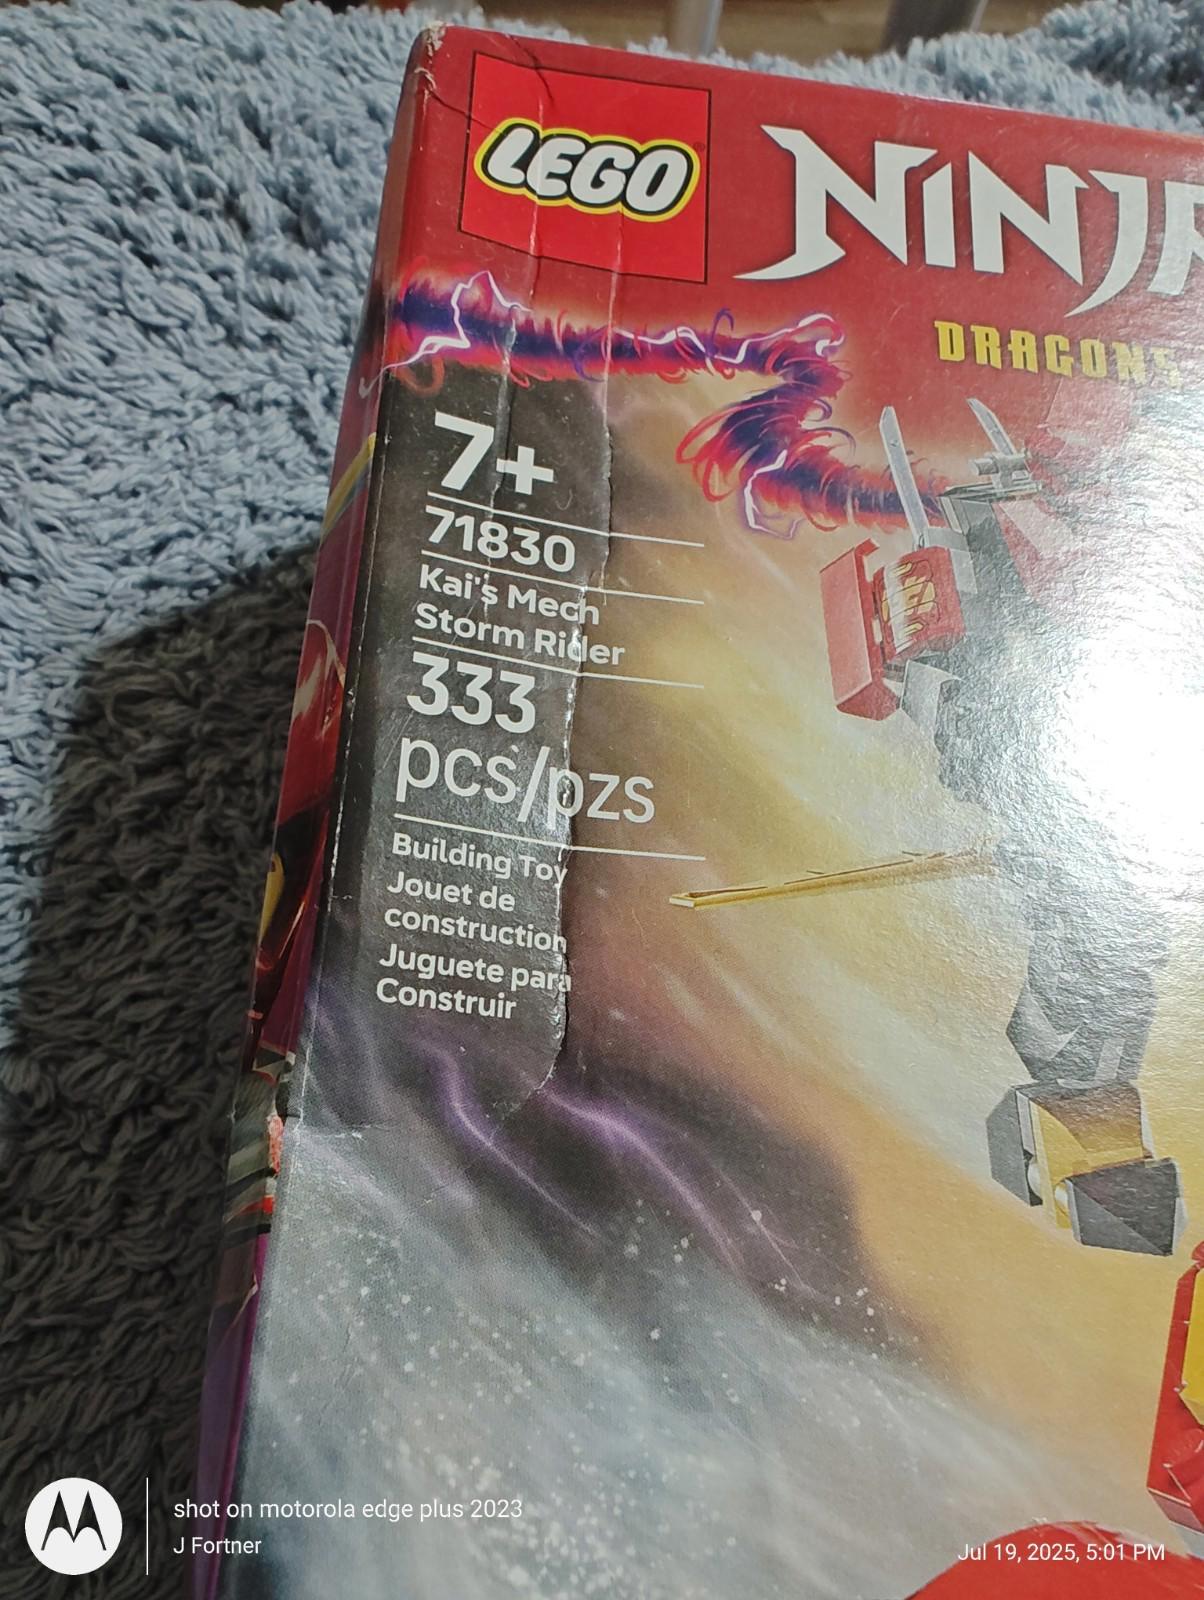 LEGO
NINJA
DRAGONS
7+
71830
Kai's Mech
Storm Rider
333
pcs/pzs
Building Toy
Jouet de
construction
Juguete para
Construir
shot on motorola edge plus 2023
J Fortner
Jul 19, 2025, 5:01 PM